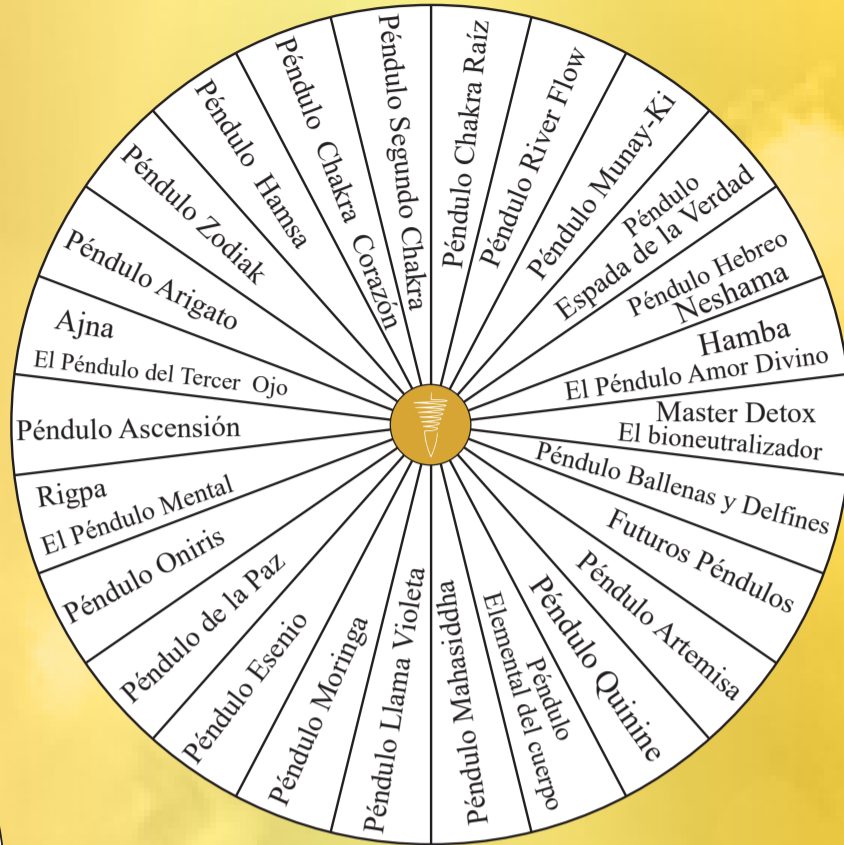 Péndulo Chakra Raíz
Péndulo River Flow
Péndulo Munay-Ki
Péndulo
Espada de la Verdad
Péndulo Hebreo
Neshama
Hamba
El Péndulo Amor Divino
Master Detox
El bioneutralizador
Péndulo Ballenas y Delfines
Futuros Péndulos
Péndulo Artemisa
Péndulo Quinine
Péndulo
Elemental del cuerpo
Péndulo Mahasiddha
Péndulo Llama Violeta
Péndulo Moringa
Péndulo Esenio
Péndulo de la Paz
Péndulo Oniris
Rigpa
El Péndulo Mental
Péndulo Ascensión
Ajna
El Péndulo del Tercer Ojo
Péndulo Arigato
Péndulo Zodiak
Péndulo Hamsa
Péndulo Chakra Corazón
Péndulo Segundo Chakra